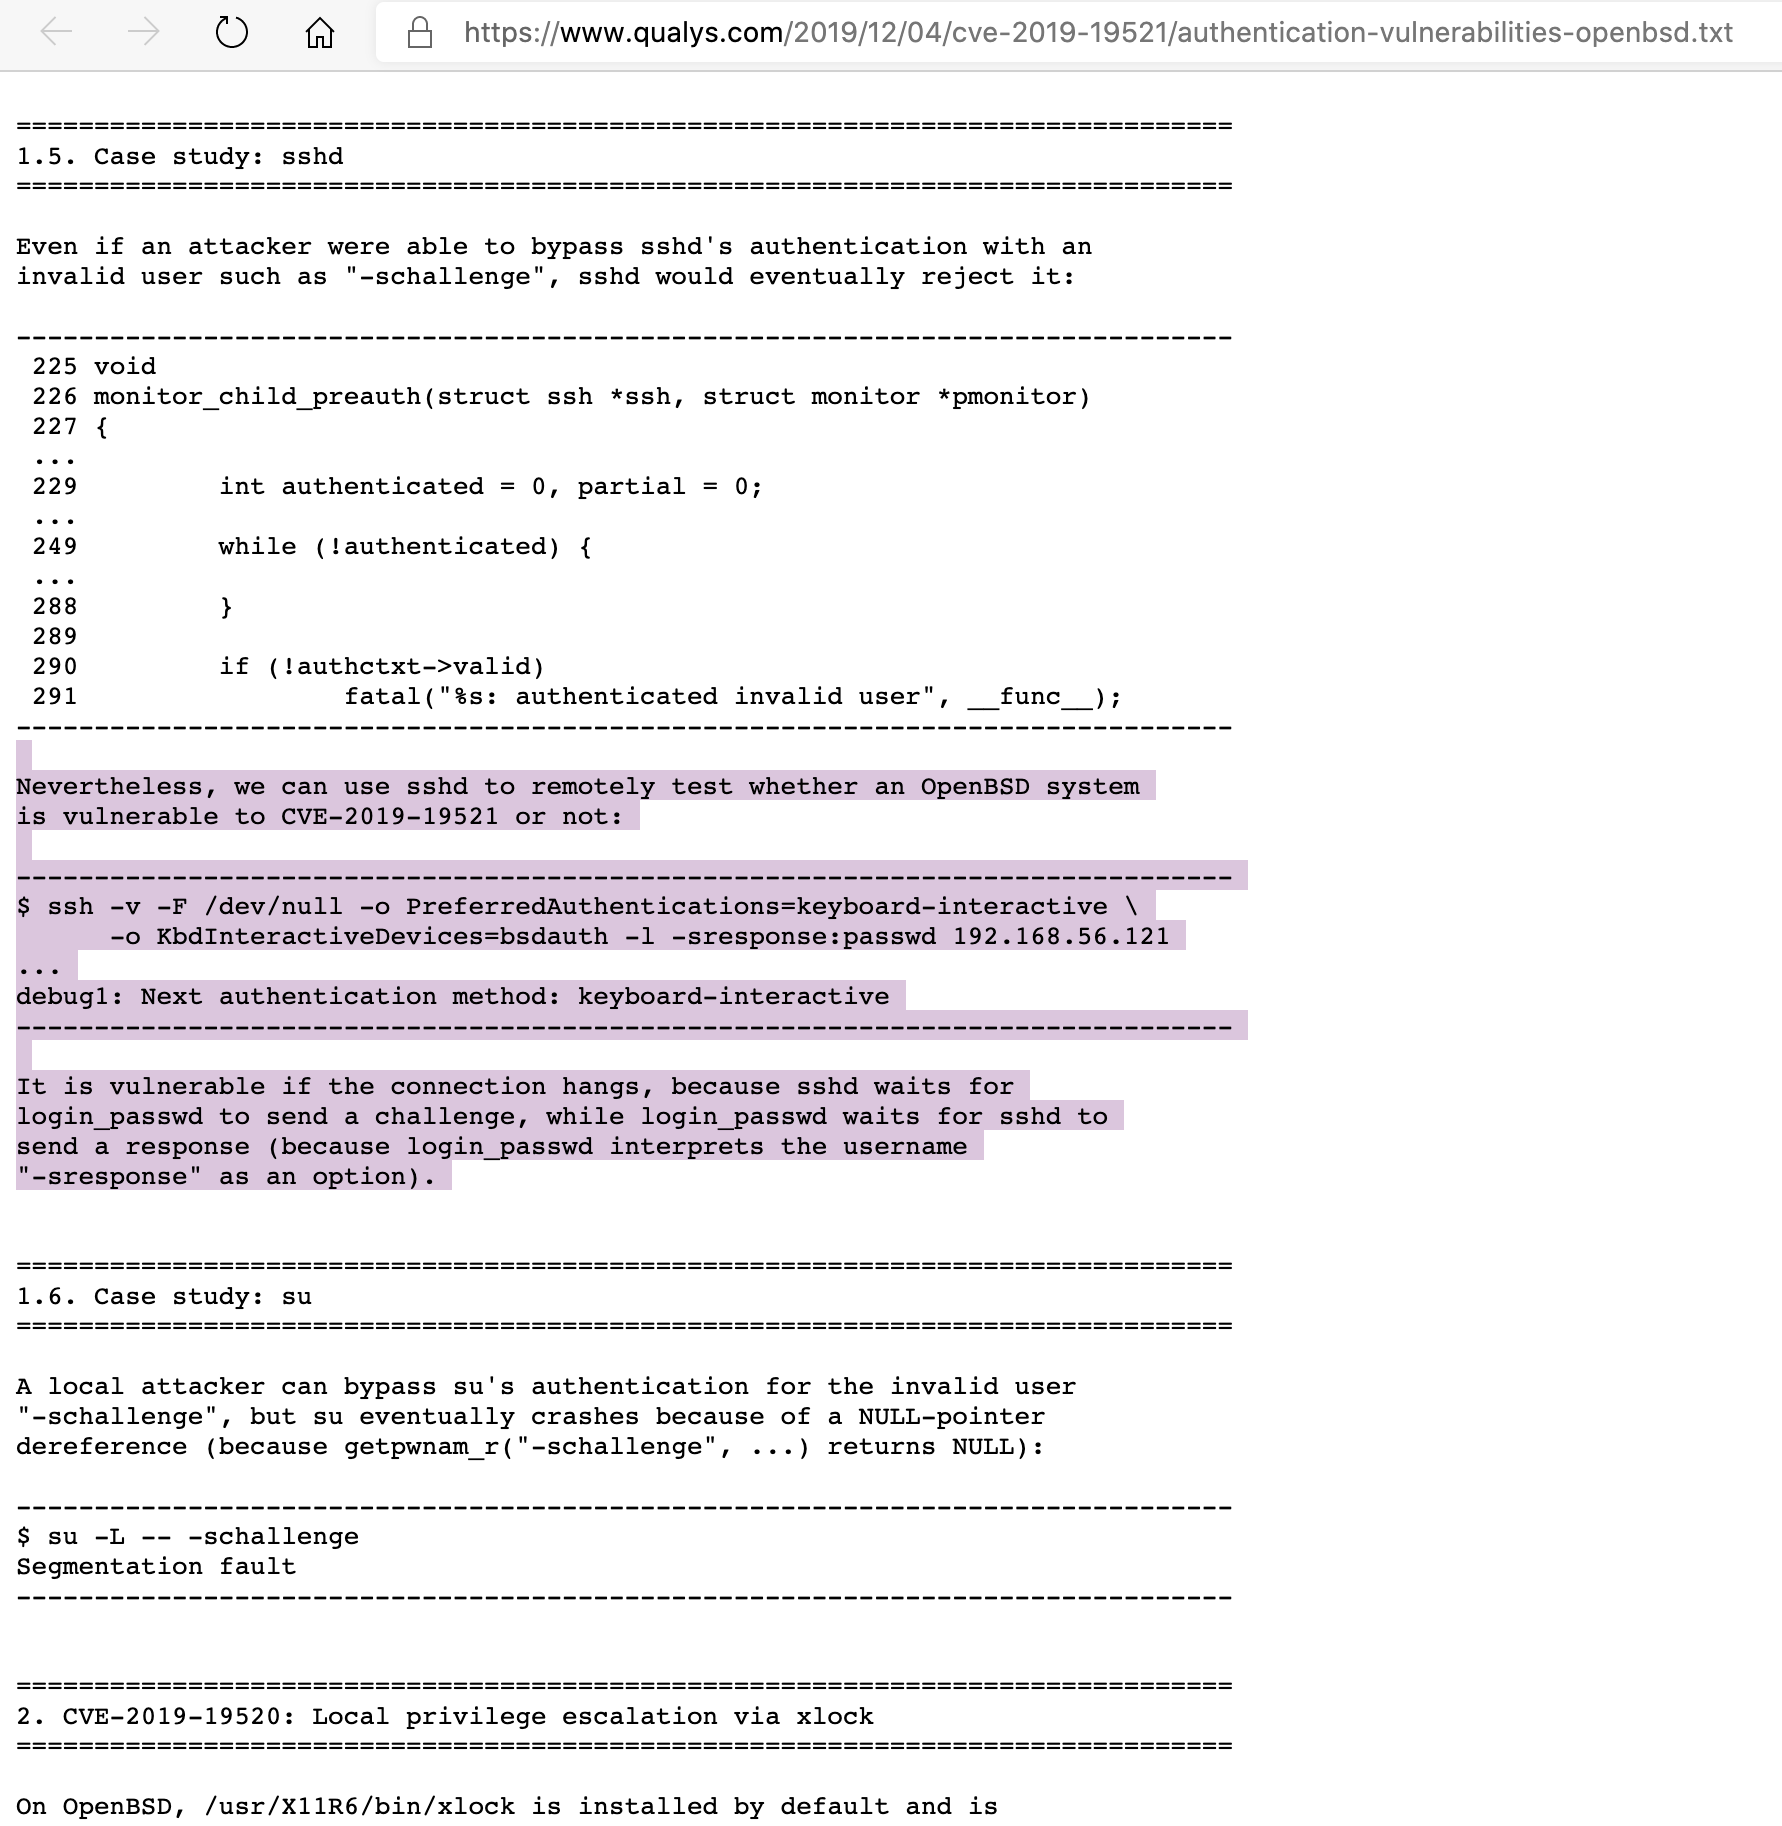 https://www.qualys.com/2019/12/04/cve-2019-19521/authentication-vulnerabilities-openbsd.txt
==============================================================================
1.5. Case study: sshd
==============================================================================
Even if an attacker were able to bypass sshd's authentication with an
invalid user such as "-schallenge", sshd would eventually reject it:
------------------------------------------------------------------------------
 225 void
 226 monitor_child_preauth(struct ssh *ssh, struct monitor *pmonitor)
 227 {
 ...
 229         int authenticated = 0, partial = 0;
 ...
 249         while (!authenticated) {
 ...
 288         }
 289
 290         if (!authctxt->valid)
 291                 fatal("%s: authenticated invalid user", __func__);
------------------------------------------------------------------------------
Nevertheless, we can use sshd to remotely test whether an OpenBSD system
is vulnerable to CVE-2019-19521 or not:
------------------------------------------------------------------------------
$ ssh -v -F /dev/null -o PreferredAuthentications=keyboard-interactive \
      -o KbdInteractiveDevices=bsdauth -l -sresponse:passwd 192.168.56.121
...
debug1: Next authentication method: keyboard-interactive
------------------------------------------------------------------------------
It is vulnerable if the connection hangs, because sshd waits for
login_passwd to send a challenge, while login_passwd waits for sshd to
send a response (because login_passwd interprets the username
"-sresponse" as an option).
==============================================================================
1.6. Case study: su
==============================================================================
A local attacker can bypass su's authentication for the invalid user
"-schallenge", but su eventually crashes because of a NULL-pointer
dereference (because getpwnam_r("-schallenge", ...) returns NULL):
------------------------------------------------------------------------------
$ su -L -- -schallenge
Segmentation fault
------------------------------------------------------------------------------
==============================================================================
2. CVE-2019-19520: Local privilege escalation via xlock
==============================================================================
On OpenBSD, /usr/X11R6/bin/xlock is installed by default and is